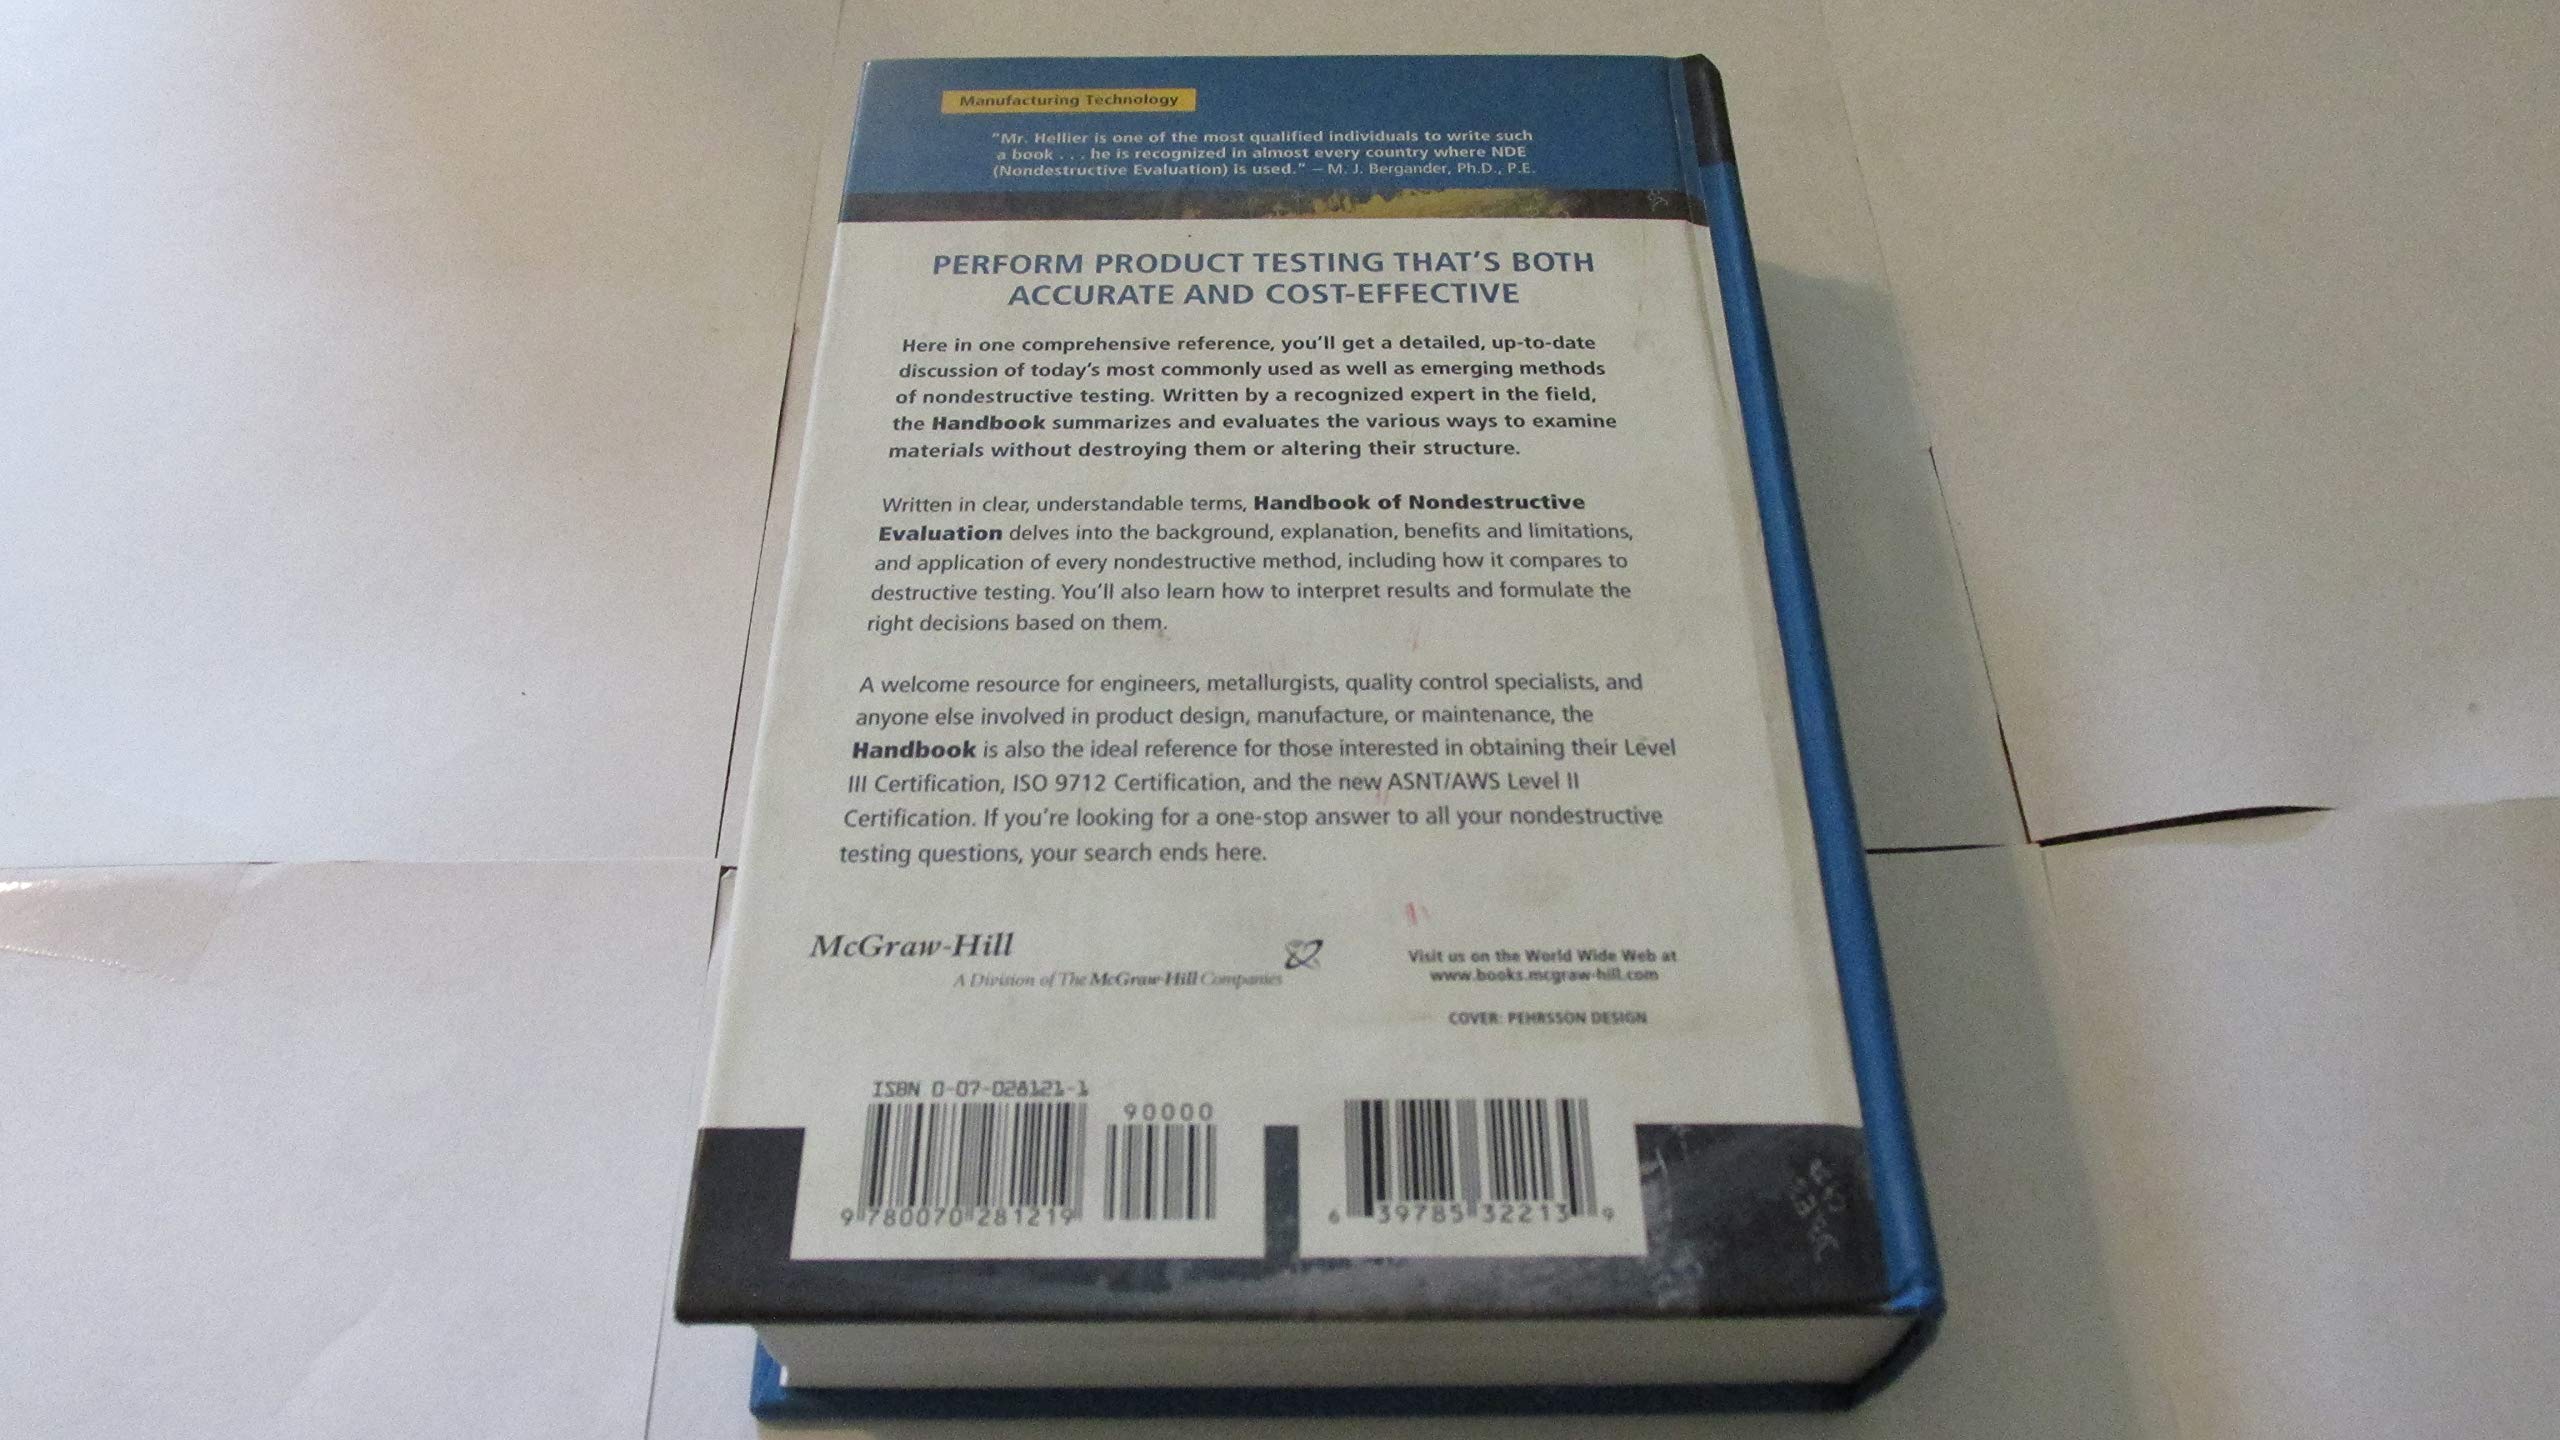 Manufacturing Technology
"Mr. Hellier is one of the most qualified individuals to write such
a book . . . he is recognized in almost every country where NDE
(Nondestructive Evaluation) is used." — M. J. Bergander, Ph.D., P.E.
PERFORM PRODUCT TESTING THAT'S BOTH
ACCURATE AND COST-EFFECTIVE
Here in one comprehensive reference, you'll get a detailed, up-to-date
discussion of today's most commonly used as well as emerging methods
of nondestructive testing. Written by a recognized expert in the field,
the Handbook summarizes and evaluates the various ways to examine
materials without destroying them or altering their structure.
Written in clear, understandable terms, Handbook of Nondestructive
Evaluation delves into the background, explanation, benefits and limitations,
and application of every nondestructive method, including how it compares to
destructive testing. You'll also learn how to interpret results and formulate the
right decisions based on them.
A welcome resource for engineers, metallurgists, quality control specialists, and
anyone else involved in product design, manufacture, or maintenance, the
Handbook is also the ideal reference for those interested in obtaining their Level
III Certification, ISO 9712 Certification, and the new ASNT/AWS Level II
Certification. If you're looking for a one-stop answer to all your nondestructive
testing questions, your search ends here.
McGraw-Hill
A Division of The McGraw-Hill Companies
Visit us on the World Wide Web at
www.books.mcgraw-hill.com
COVER: PEHRSSON DESIGN
ISBN 0-07-028121-1
90000
9 780070 281219
6 39785 32213 9